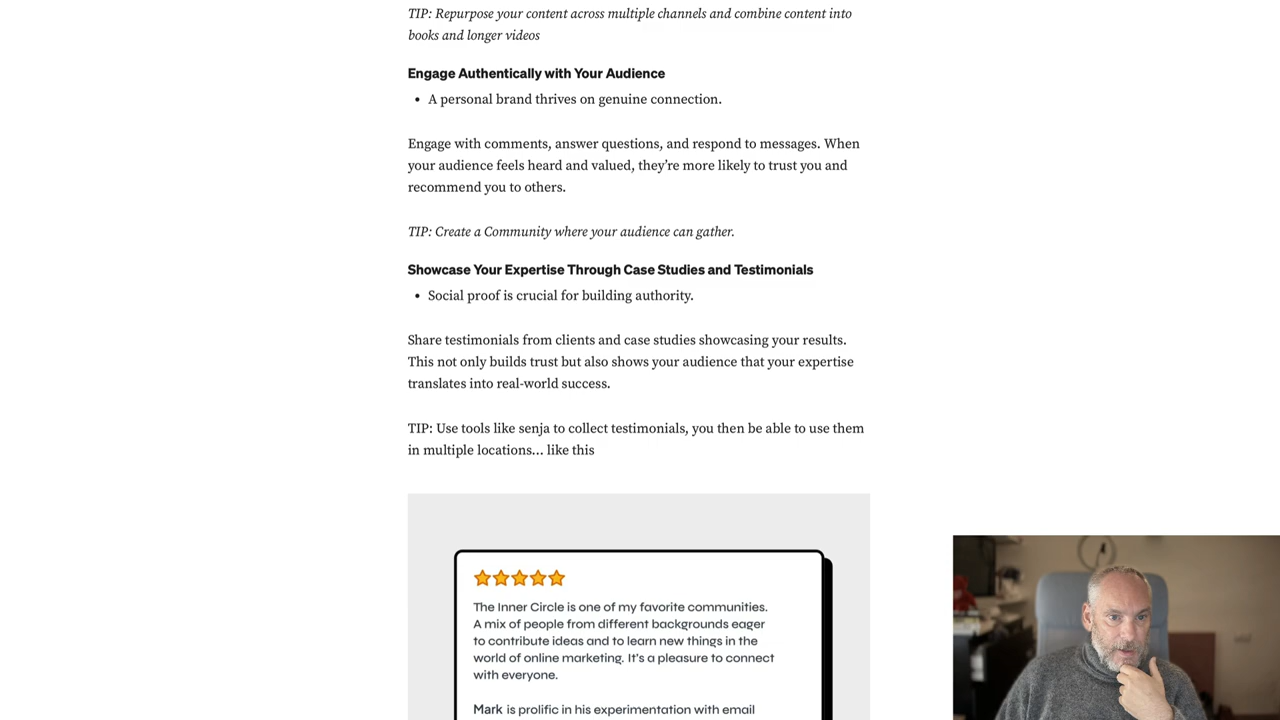 TIP: Repurpose your content across multiple channels and combine content into
books and longer videos
Engage Authentically with Your Audience
• A personal brand thrives on genuine connection.
Engage with comments, answer questions, and respond to messages. When
your audience feels heard and valued, they’re more likely to trust you and
recommend you to others.
TIP: Create a Community where your audience can gather.
Showcase Your Expertise Through Case Studies and Testimonials
• Social proof is crucial for building authority.
Share testimonials from clients and case studies showcasing your results.
This not only builds trust but also shows your audience that your expertise
translates into real-world success.
TIP: Use tools like senja to collect testimonials, you then be able to use them
in multiple locations... like this
The Inner Circle is one of my favorite communities.
A mix of people from different backgrounds eager
to contribute ideas and to learn new things in the
world of online marketing. It's a pleasure to connect
with everyone.
Mark is prolific in his experimentation with email